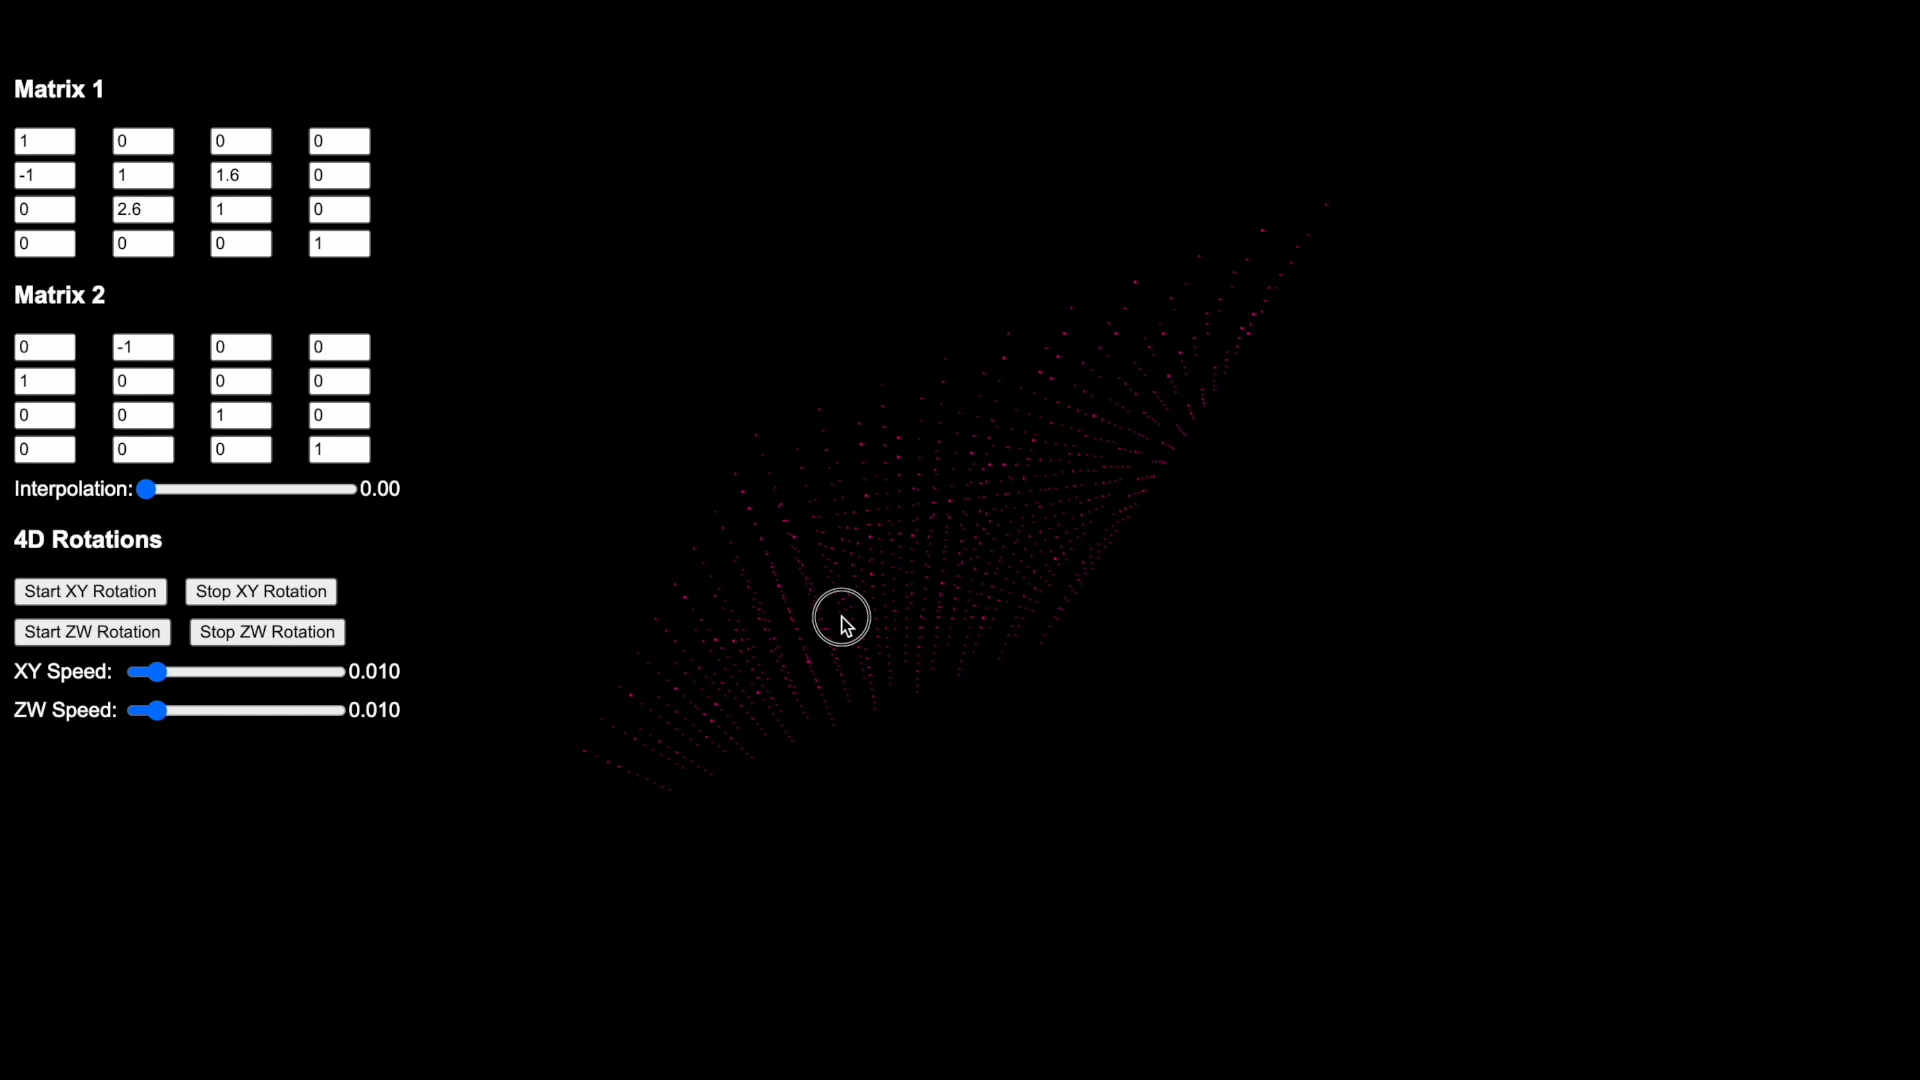 Matrix 1
1 0 0 0
-1 1 1.6 0
0 2.6 1 0
0 0 0 1
Matrix 2
0 -1 0 0
1 0 0 0
0 0 1 0
0 0 0 1
Interpolation: 0.00
4D Rotations
Start XY Rotation Stop XY Rotation
Start ZW Rotation Stop ZW Rotation
XY Speed: 0.010
ZW Speed: 0.010